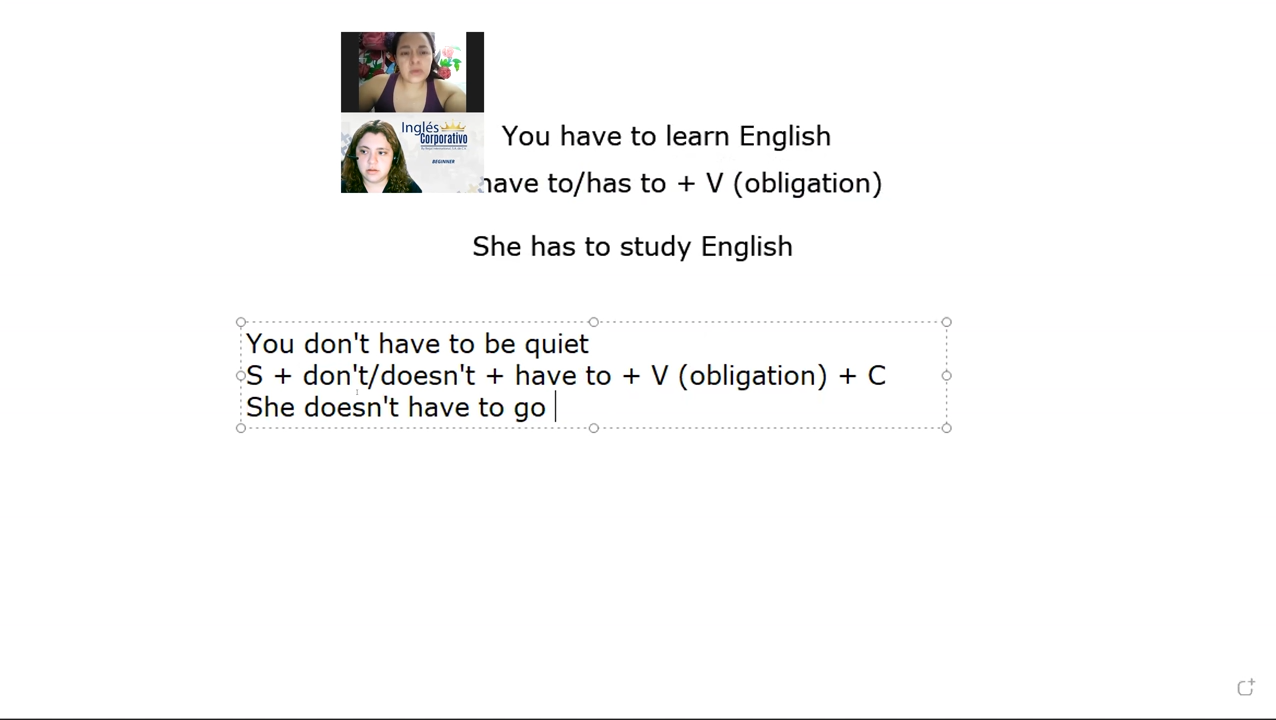 Inglés
Corporativo
BEGINNER
You have to learn English
have to/has to + V (obligation)
She has to study English
You don't have to be quiet
S + don't/doesn't + have to + V (obligation) + C
She doesn't have to go